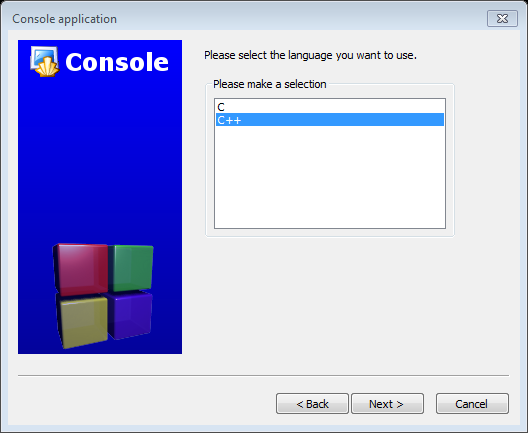 Console application
Console
Please select the language you want to use.
Please make a selection
C
C++
< Back
Next >
Cancel